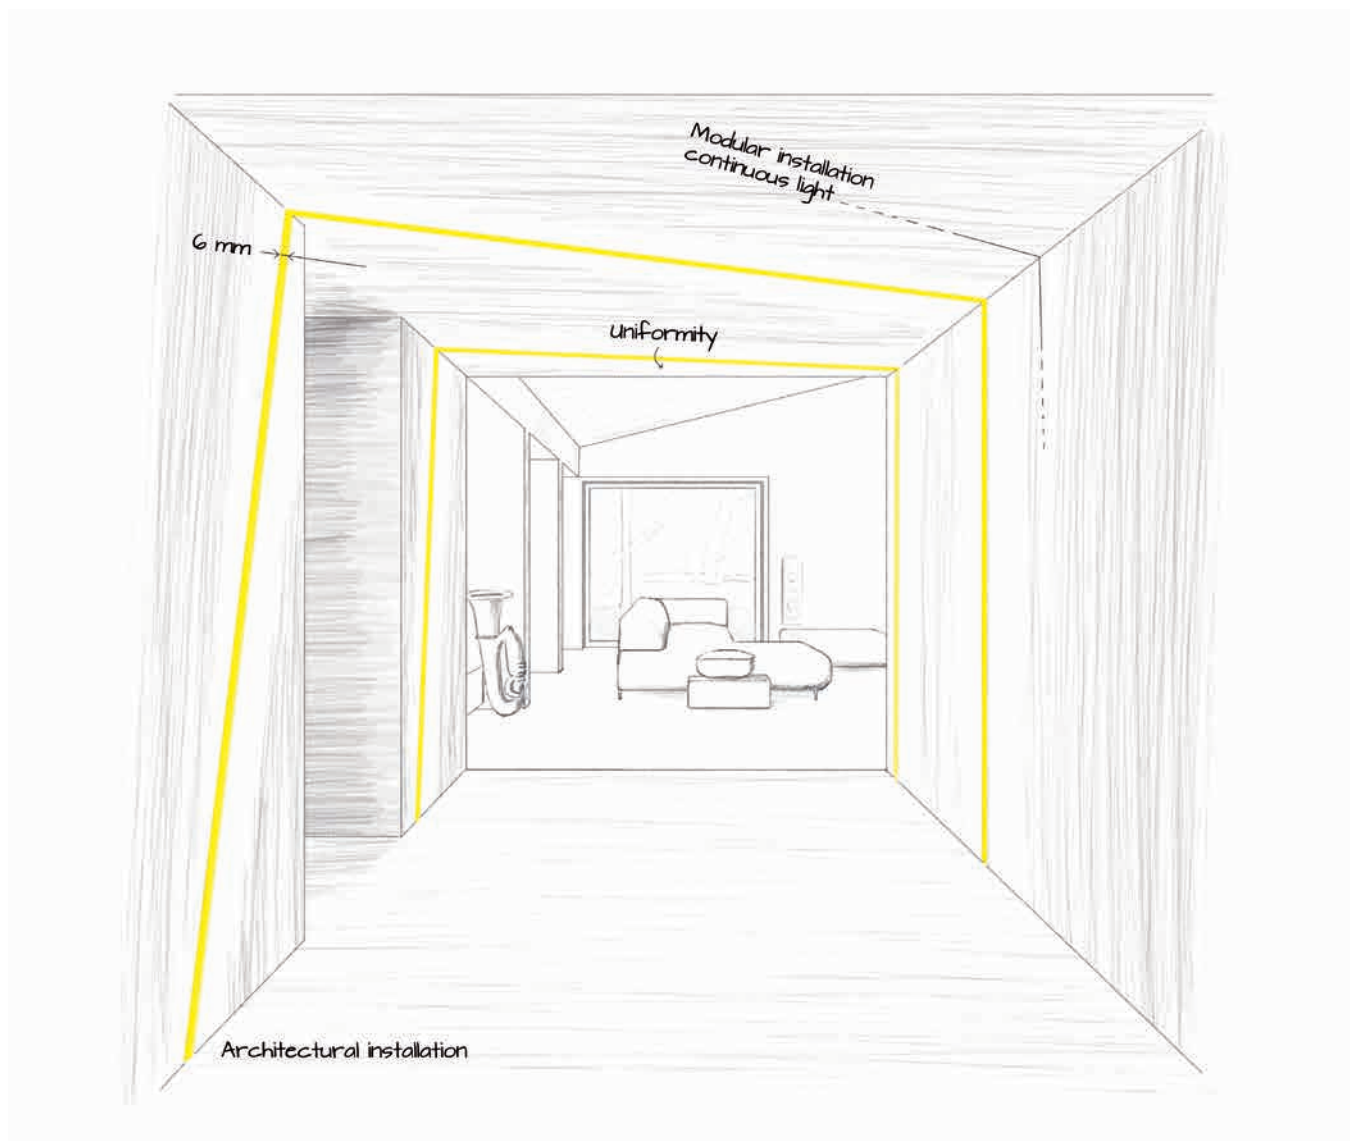 Modular installation
continuous light
6 mm
uniformity
Architectural installation